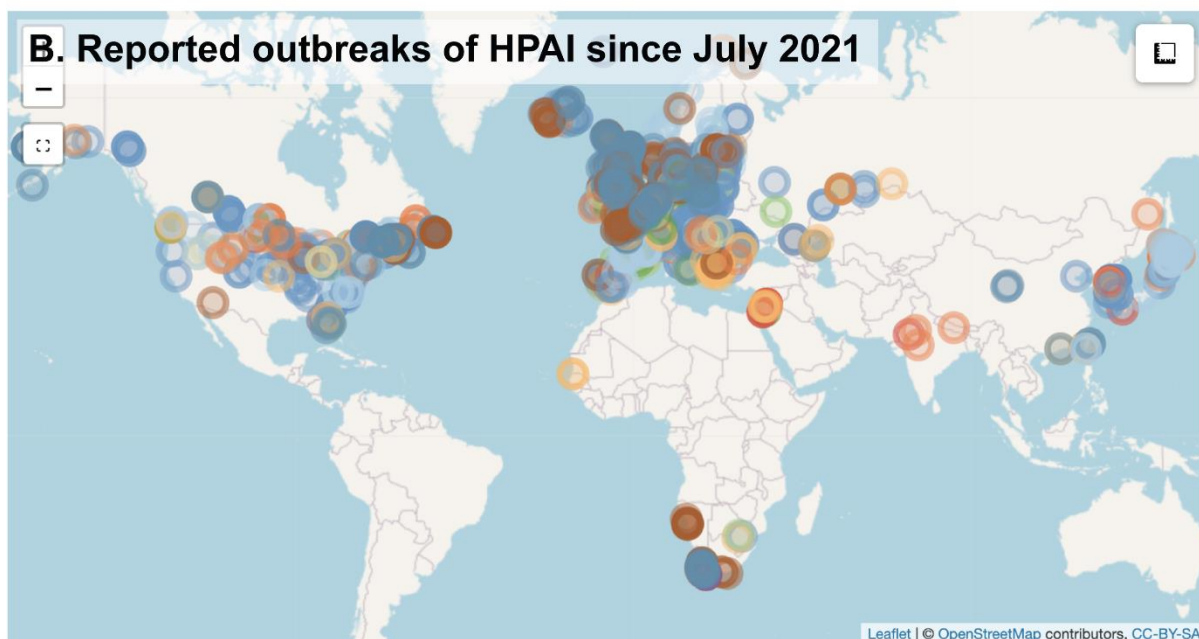 B. Reported outbreaks of HPAI since July 2021
−
Leaflet | © OpenStreetMap contributors, CC-BY-SA